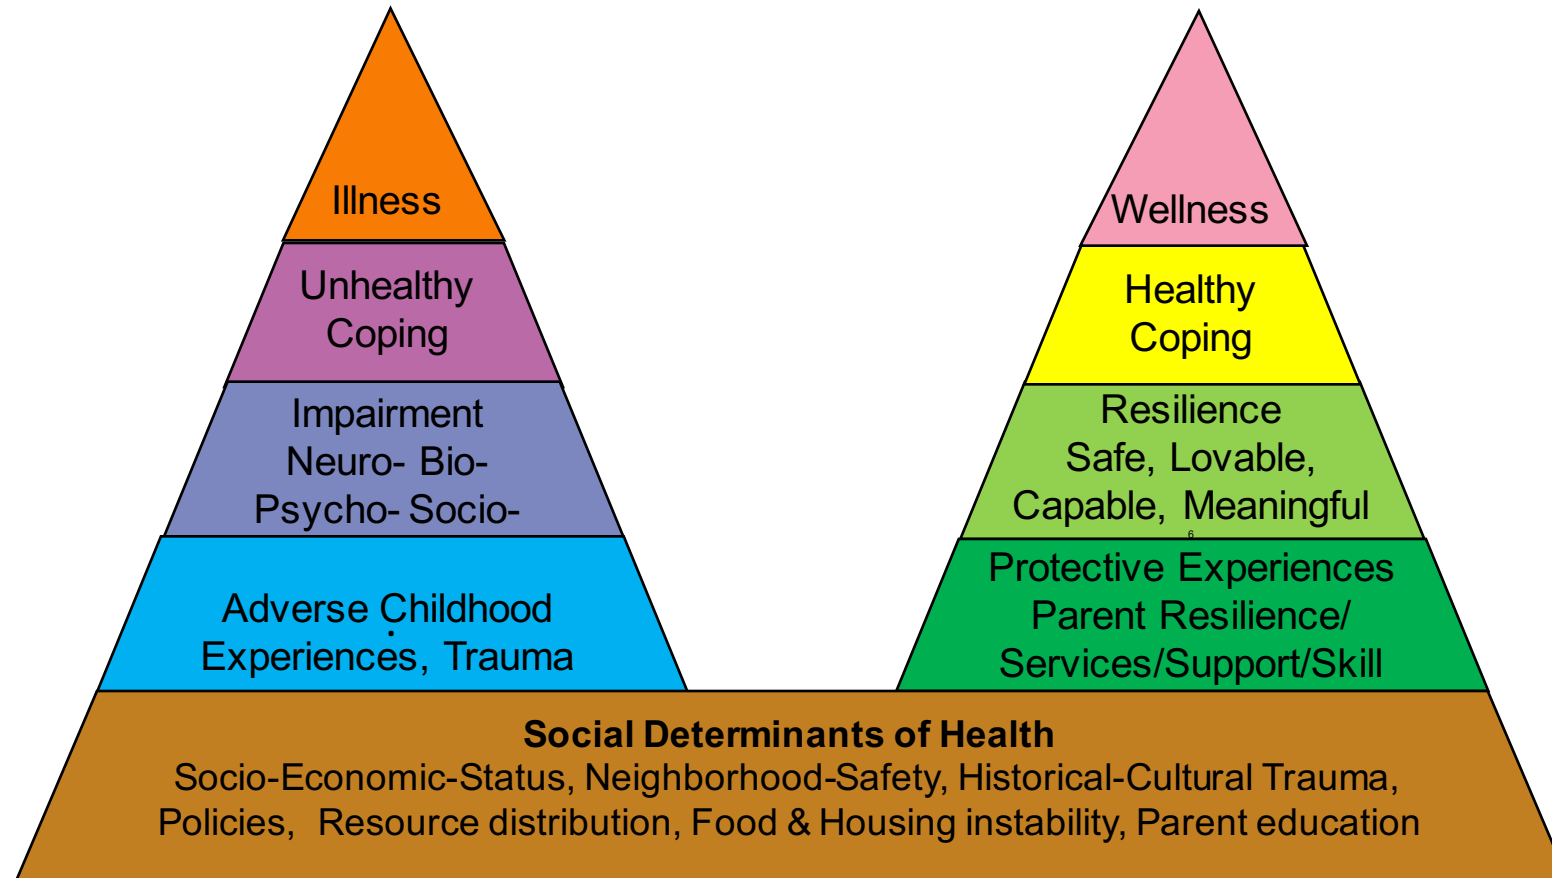 Illness
Unhealthy
Coping
Impairment
Neuro- Bio-
Psycho- Socio-
Adverse Childhood
.
Experiences, Trauma
Wellness
Healthy
Coping
Resilience
Safe, Lovable,
Capable, Meaningful
6
Protective Experiences
Parent Resilience/
Services/Support/Skill
Social Determinants of Health
Socio-Economic-Status, Neighborhood-Safety, Historical-Cultural Trauma,
Policies,  Resource distribution, Food & Housing instability, Parent education